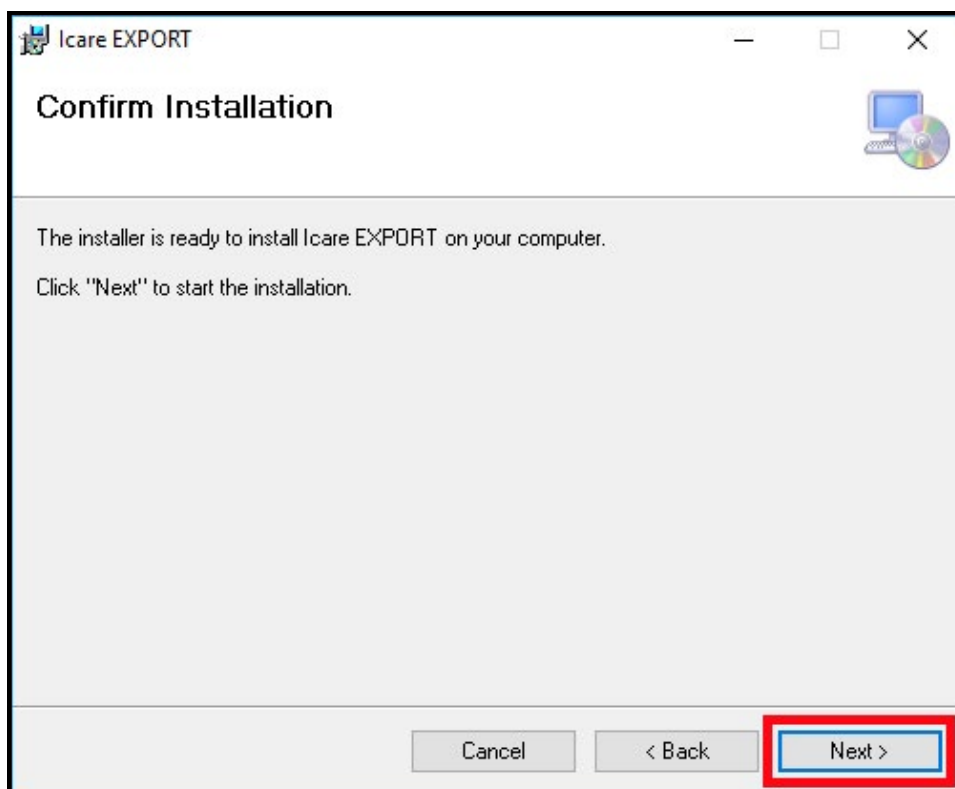 Icare EXPORT
Confirm Installation
The installer is ready to install Icare EXPORT on your computer.
Click "Next" to start the installation.
Cancel
< Back
Next >